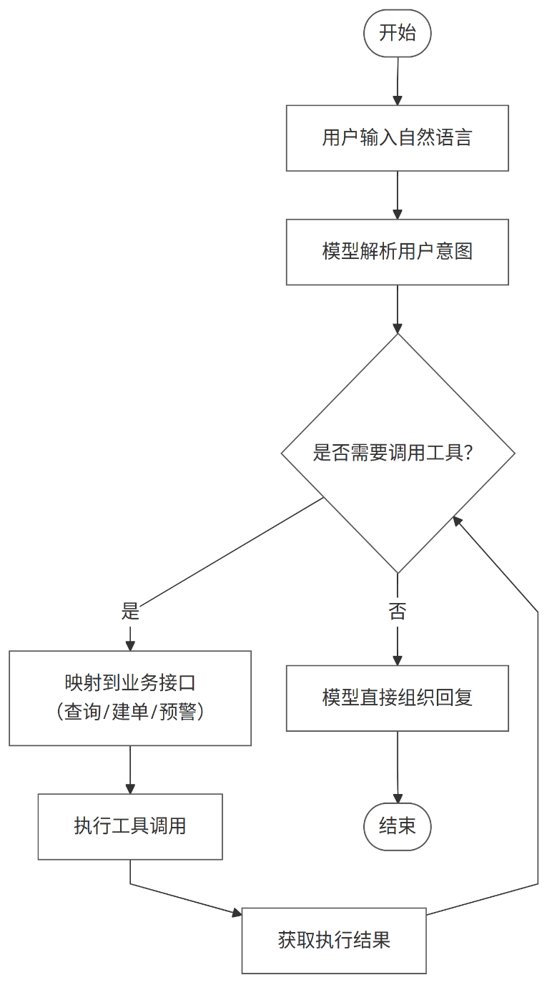 开始
用户输入自然语言
模型解析用户意图
是否需要调用工具?
是
否
映射到业务接口
（查询/建单/预警）
模型直接组织回复
执行工具调用
结束
获取执行结果